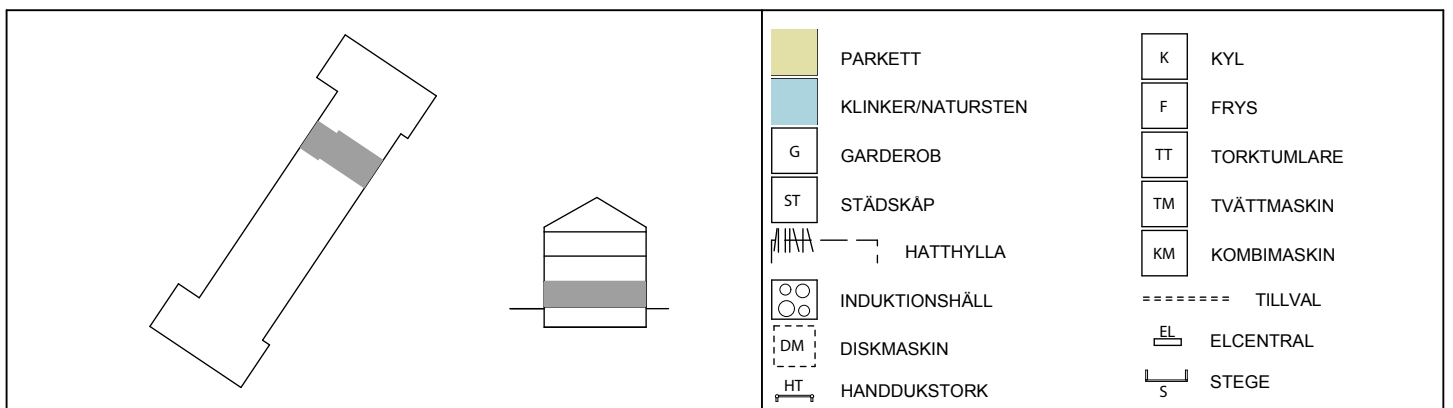 PARKETT
KLINKER/NATURSTEN
G GARDEROB
ST STÄDSKÅP
HATTHYLLA
INDUKTIONSHÄLL
DM DISKMASKIN
HT HANDDUKSTORK
K KYL
F FRYS
TT TORKTUMLARE
TM TVÄTTMASKIN
KM KOMBIMASKIN
TILLVAL
EL ELCENTRAL
S STEGE